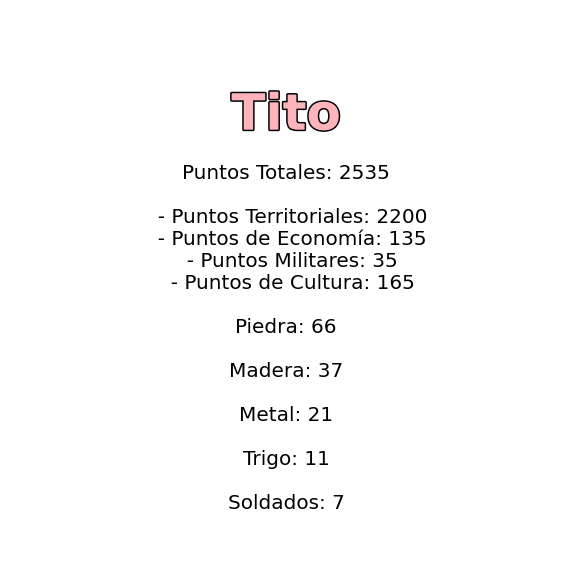 Tito
Puntos Totales: 2535
- Puntos Territoriales: 2200
- Puntos de Economía: 135
- Puntos Militares: 35
- Puntos de Cultura: 165
Piedra: 66
Madera: 37
Metal: 21
Trigo: 11
Soldados: 7